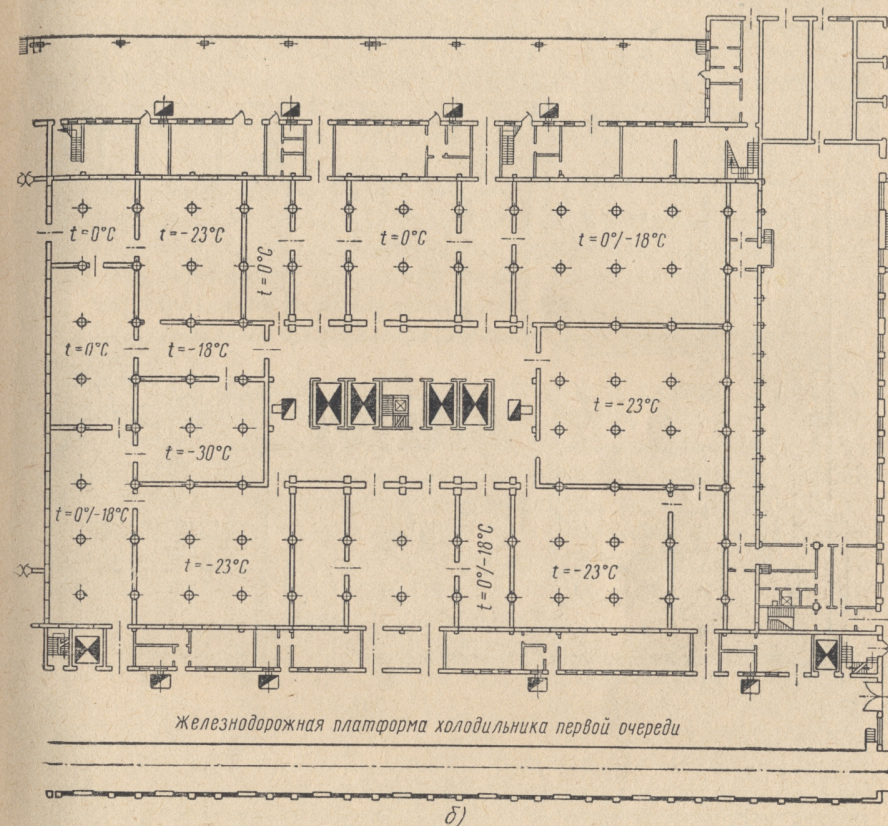 t=0°C
t=-23°C
t=0°C
t=0°C
t=0°/-18°C
t=0°C
t=-18°C
t=-23°C
t=-30°C
t=0°/-18°C
t=-23°C
t=0°/-18°C
t=-23°C
Железнодорожная платформа холодильника первой очереди
б)